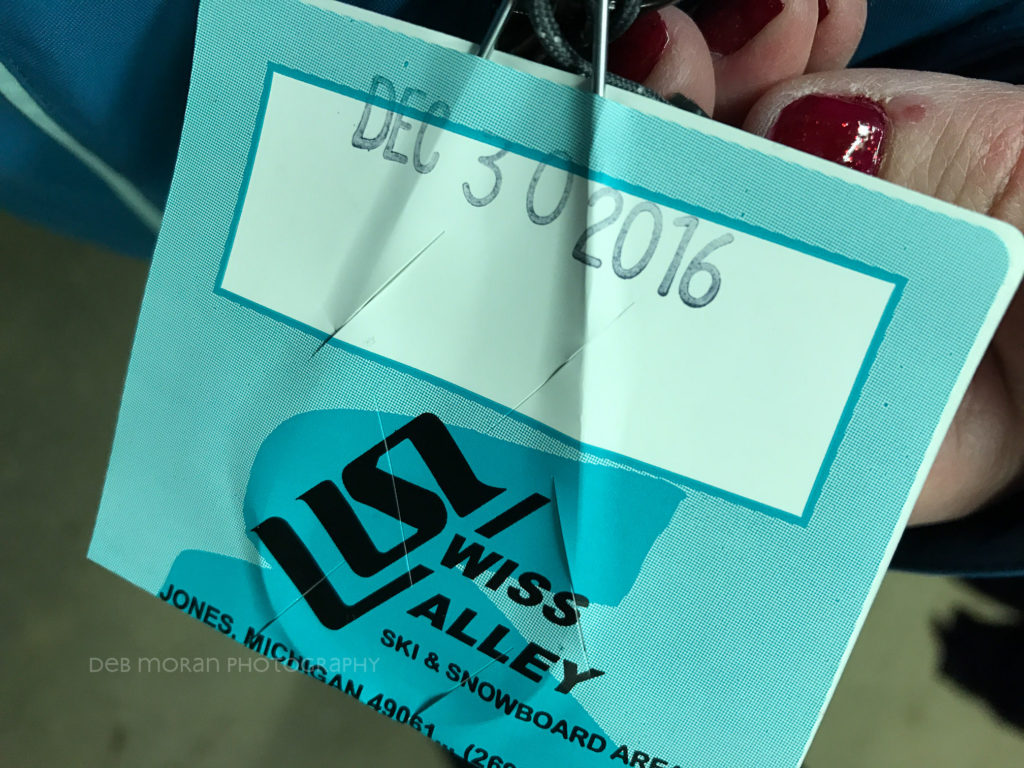 DEC 30 2016
SWISS
VALLEY
SKI & SNOWBOARD AREA
JONES, MICHIGAN 49061
DEB MORAN PHOTOGRAPHY